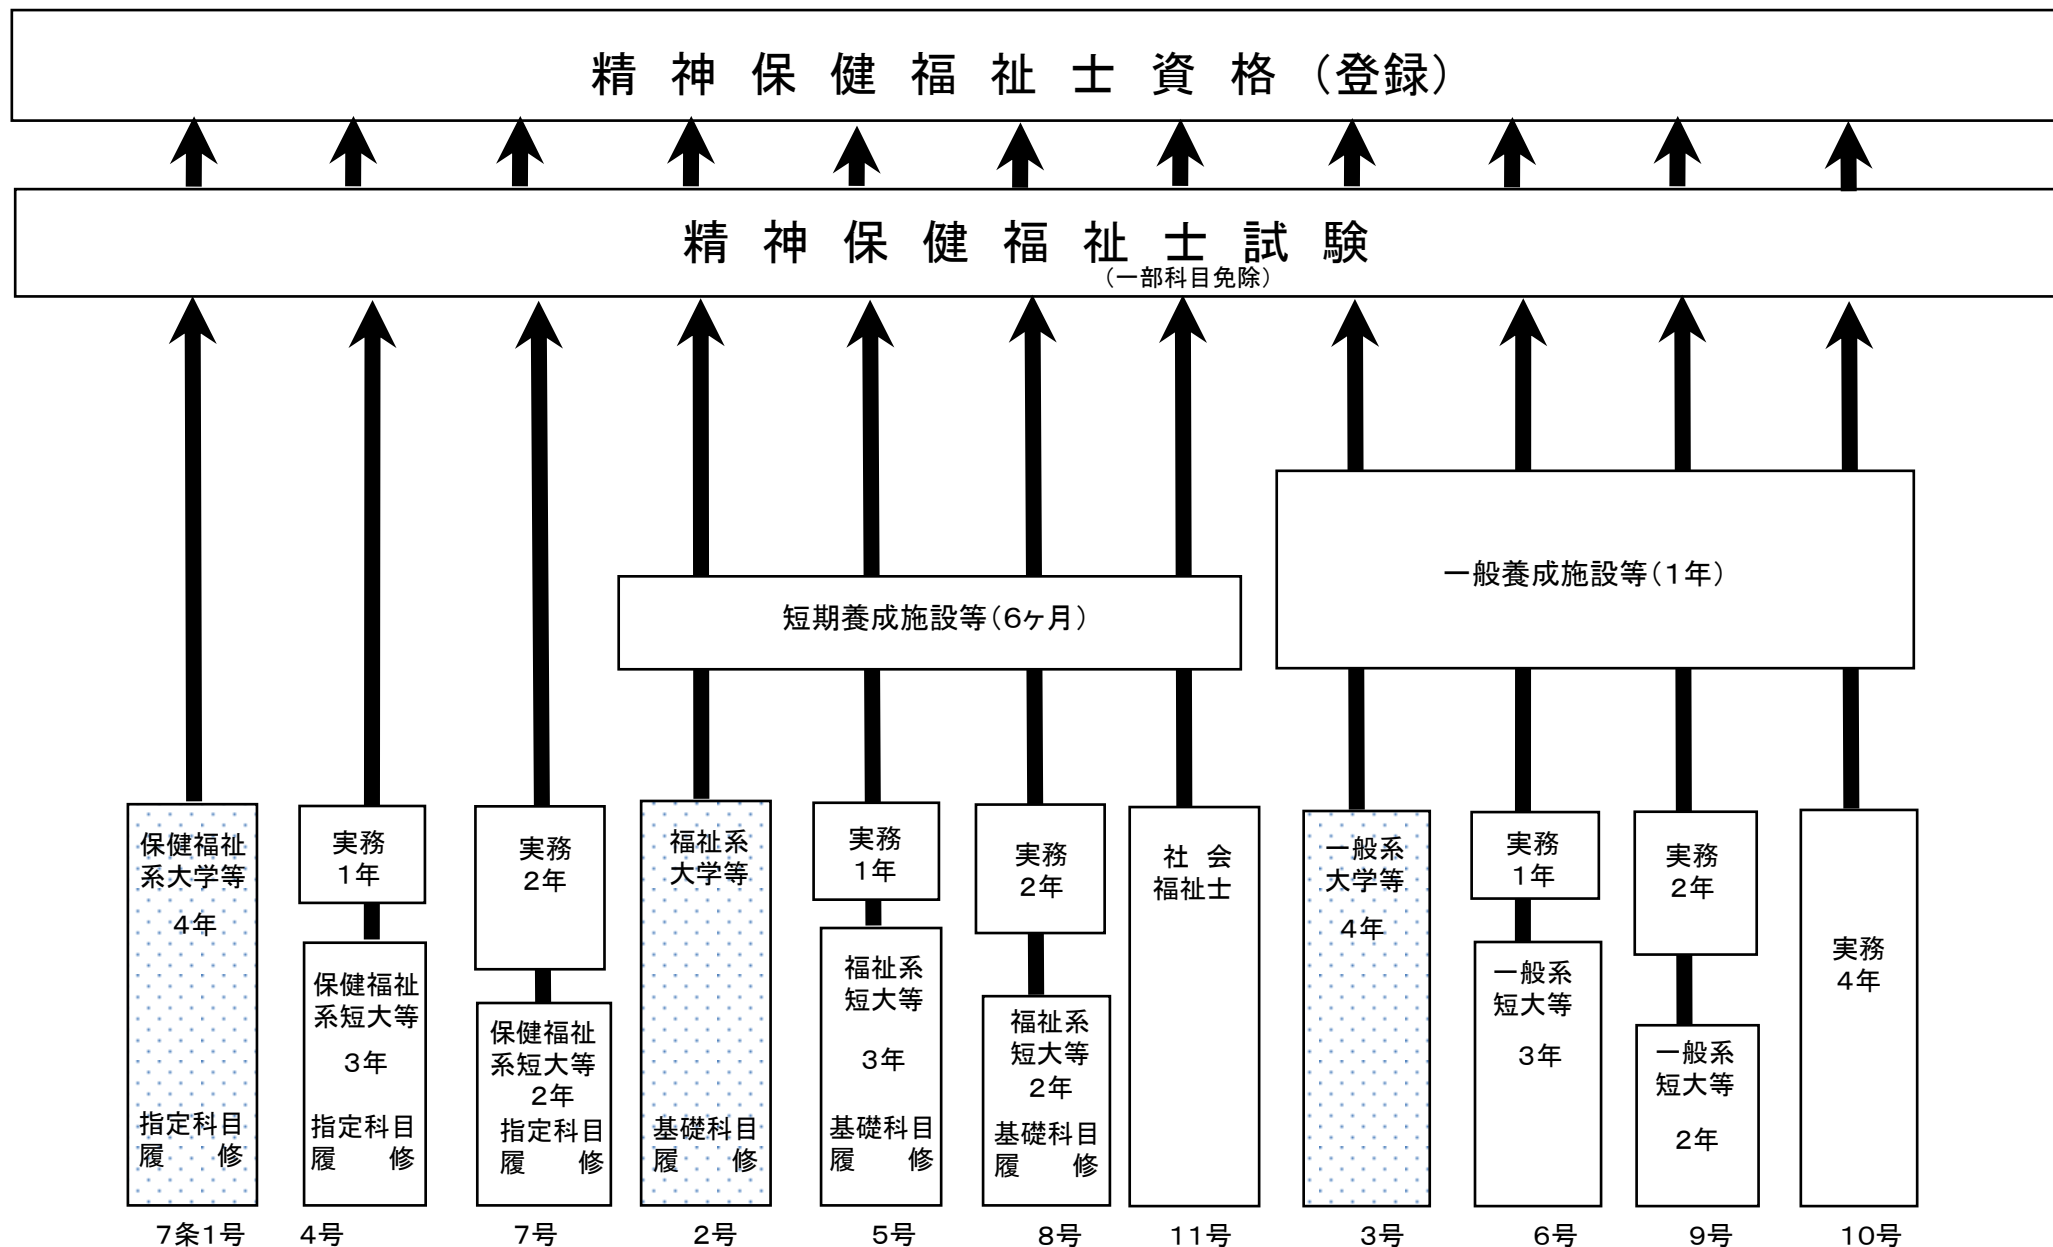 精神保健福祉士資格（登録）
精神保健福祉士試験
（一部科目免除）
一般養成施設等（１年）
短期養成施設等（６ヶ月）
保健福祉
系大学等
４年
指定科目
履　　修
実務
１年
保健福祉
系短大等
３年
指定科目
履　　修
実務
２年
保健福祉
系短大等
２年
指定科目
履　　修
福祉系
大学等
基礎科目
履　　修
実務
１年
福祉系
短大等
３年
基礎科目
履　　修
実務
２年
福祉系
短大等
２年
基礎科目
履　　修
社　会
福祉士
一般系
大学等
４年
実務
１年
一般系
短大等
３年
実務
２年
一般系
短大等
２年
実務
４年
７条１号
４号
７号
２号
５号
８号
１１号
３号
６号
９号
１０号